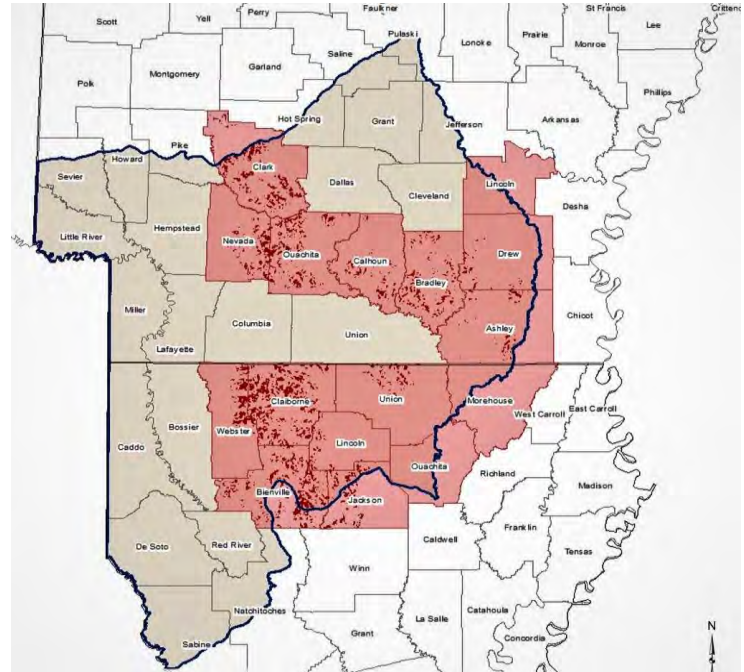 Perry
Faulkner
St Francis
Crittenc
Scott
Yell
Lee
Pulaski
Prairie
Lonoke
Monroe
Saline
Garland
Montgomery
Polk
Phillips
Hot Spring
Grant
Jefferson
Arkansas
Pike
Howard
Clark
Sevier
Dallas
Lincoln
Cleveland
Desha
Hempstead
Little River
Nevada
Ouachita
Calhoun
Drew
Bradley
Miller
Chicot
Columbia
Ashley
Union
Lafayette
Claiborne
Union
Morehouse
East Carroll
West Carroll
Bossier
Webster
Caddo
Lincoln
Ouachita
Richland
Madison
Bienville
Jackson
Franklin
Caldwell
De Soto
Red River
Tensas
Winn
Natchitoches
La Salle
Catahoula
N
Grant
Concordia
Sabine